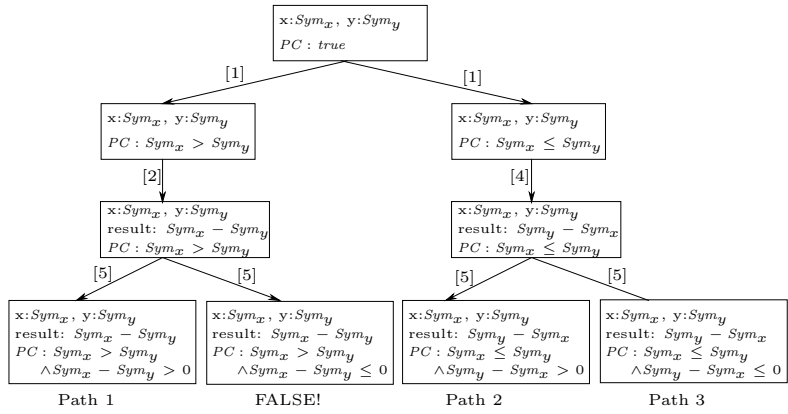 x:Sym_x, y:Sym_y
PC : true
[1]
[1]
x:Sym_x, y:Sym_y
PC : Sym_x > Sym_y
x:Sym_x, y:Sym_y
PC : Sym_x ≤ Sym_y
[2]
[4]
x:Sym_x, y:Sym_y
result: Sym_x − Sym_y
PC : Sym_x > Sym_y
x:Sym_x, y:Sym_y
result: Sym_y − Sym_x
PC : Sym_x ≤ Sym_y
[5]
[5]
[5]
[5]
x:Sym_x, y:Sym_y
result: Sym_x − Sym_y
PC : Sym_x > Sym_y
∧Sym_x − Sym_y > 0
x:Sym_x, y:Sym_y
result: Sym_x − Sym_y
PC : Sym_x > Sym_y
∧Sym_x − Sym_y ≤ 0
x:Sym_x, y:Sym_y
result: Sym_y − Sym_x
PC : Sym_x ≤ Sym_y
∧Sym_y − Sym_x > 0
x:Sym_x, y:Sym_y
result: Sym_y − Sym_x
PC : Sym_x ≤ Sym_y
∧Sym_y − Sym_x ≤ 0
Path 1
FALSE!
Path 2
Path 3